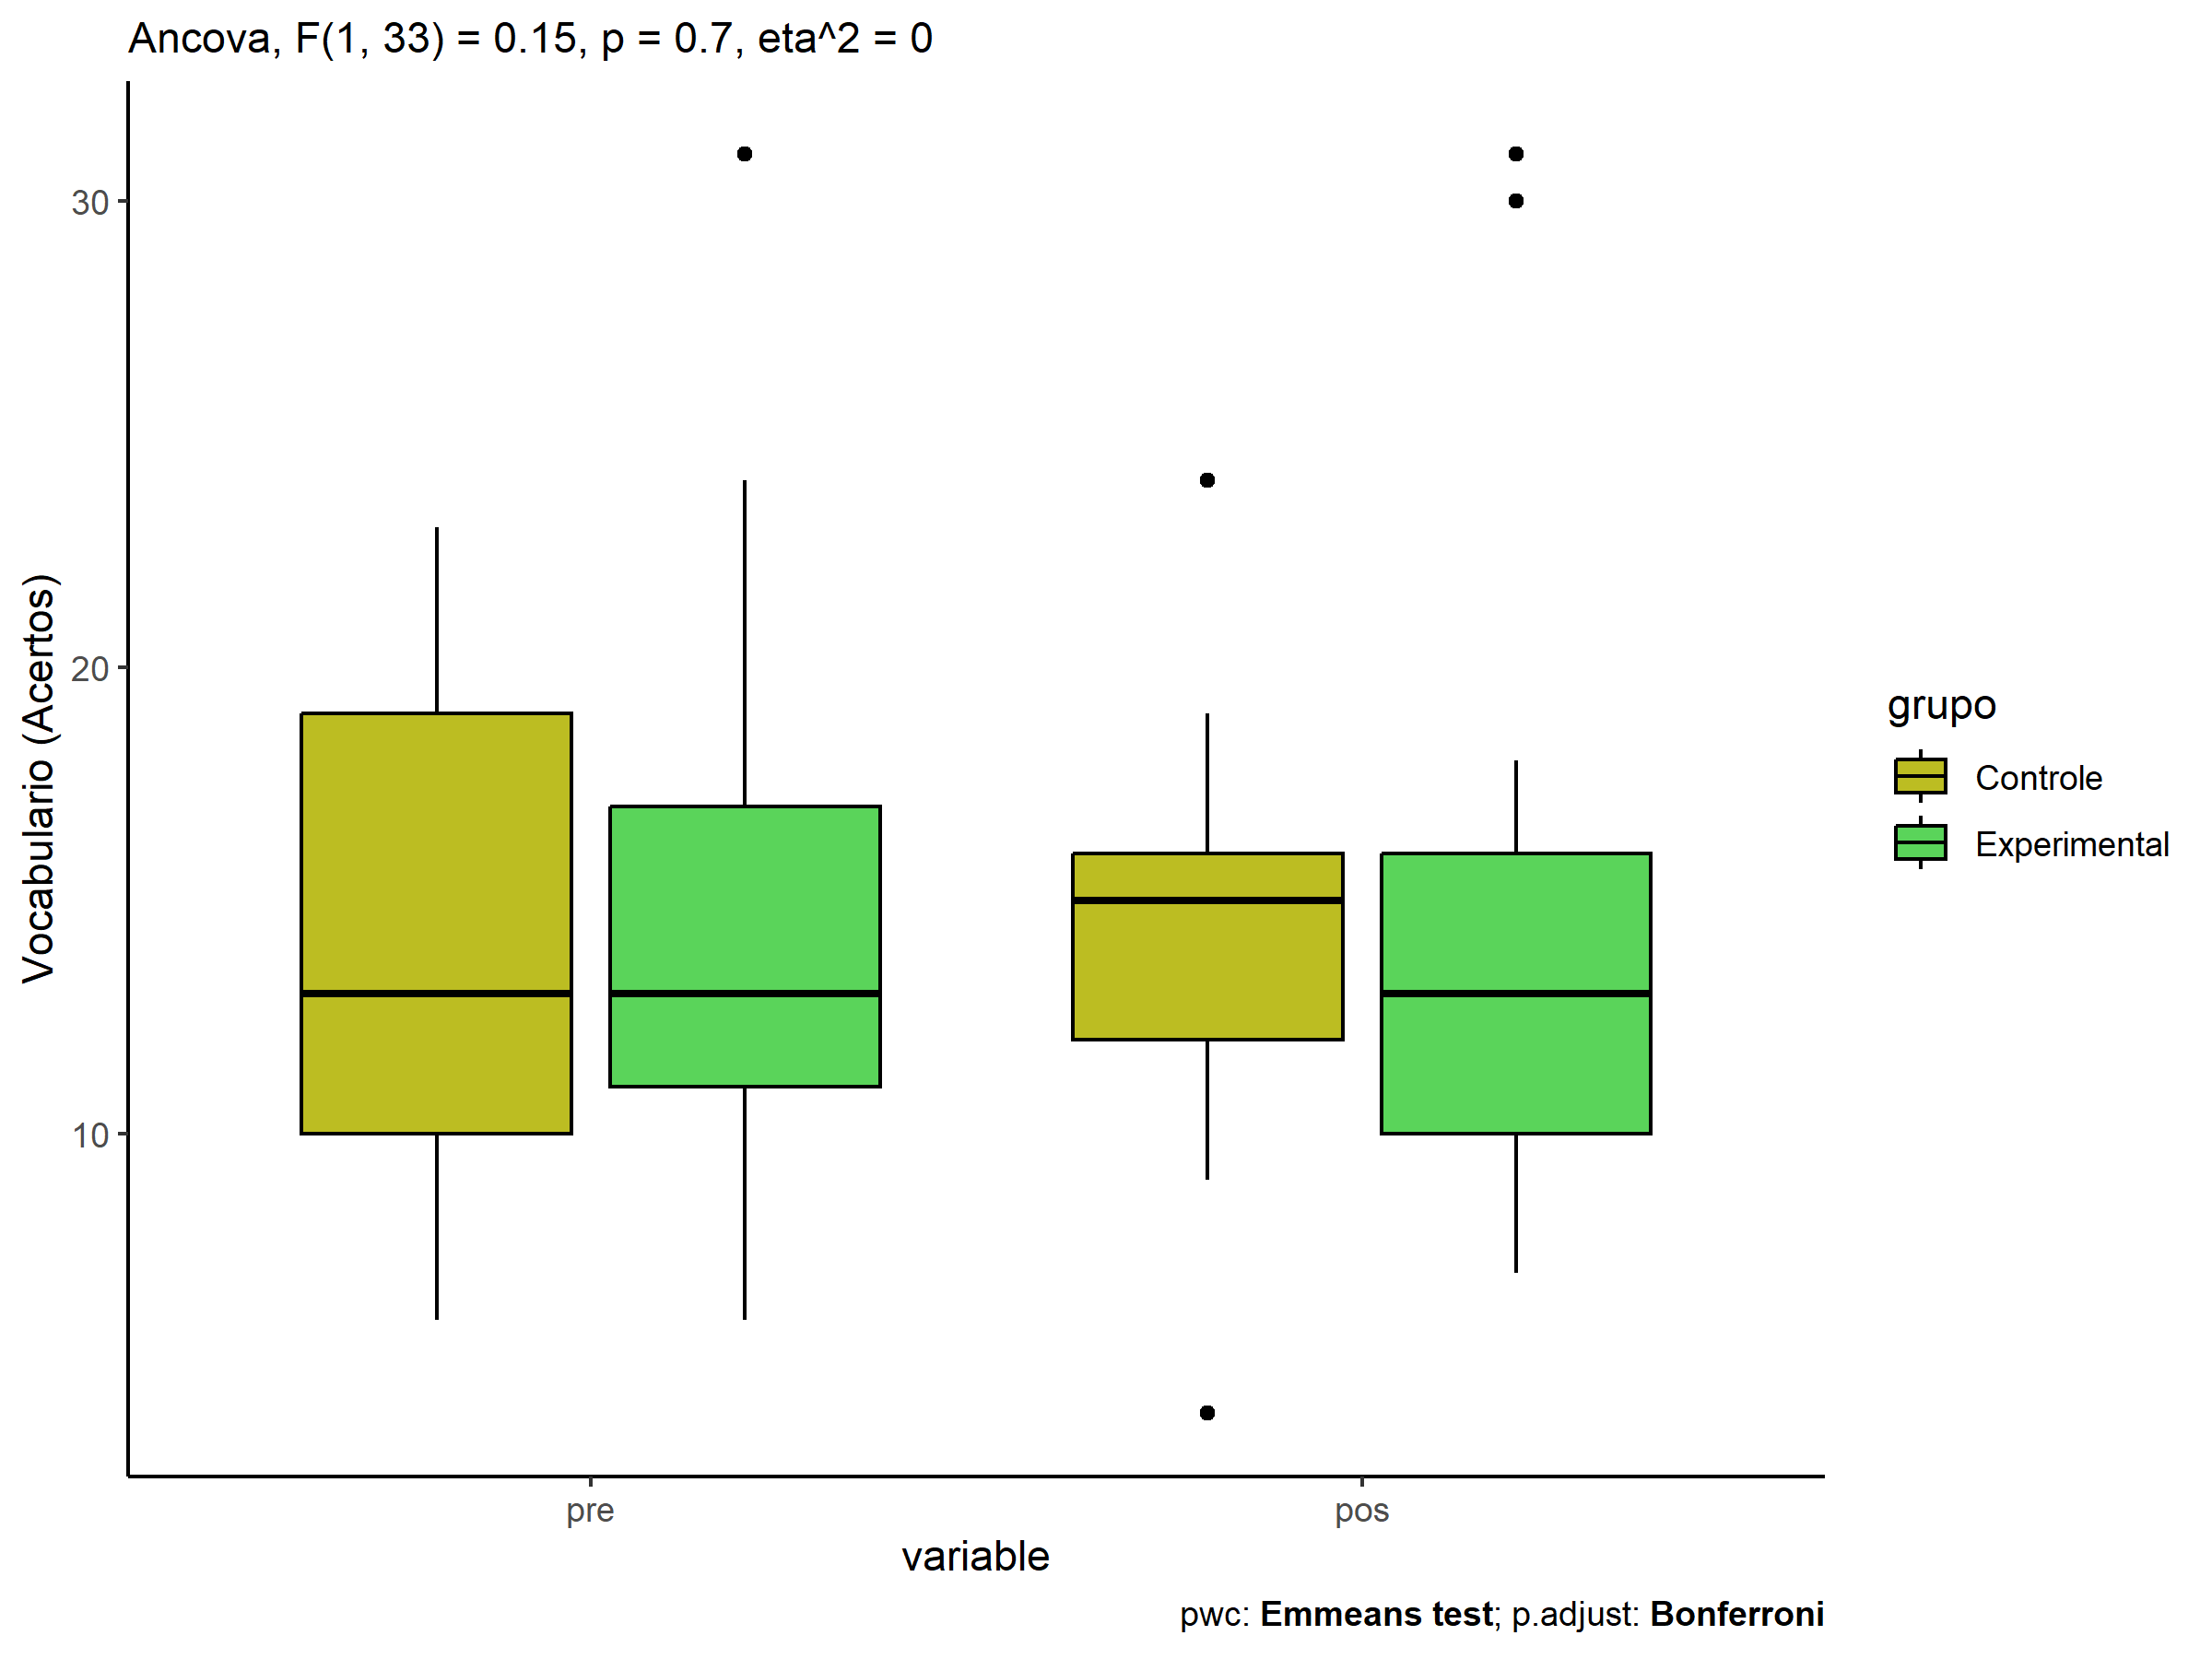 Ancova, F(1, 33) = 0.15, p = 0.7, eta^2 = 0
Vocabulario (Acertos)
30
20
10
pre
pos
variable
grupo
Controle
Experimental
pwc: Emmeans test; p.adjust: Bonferroni